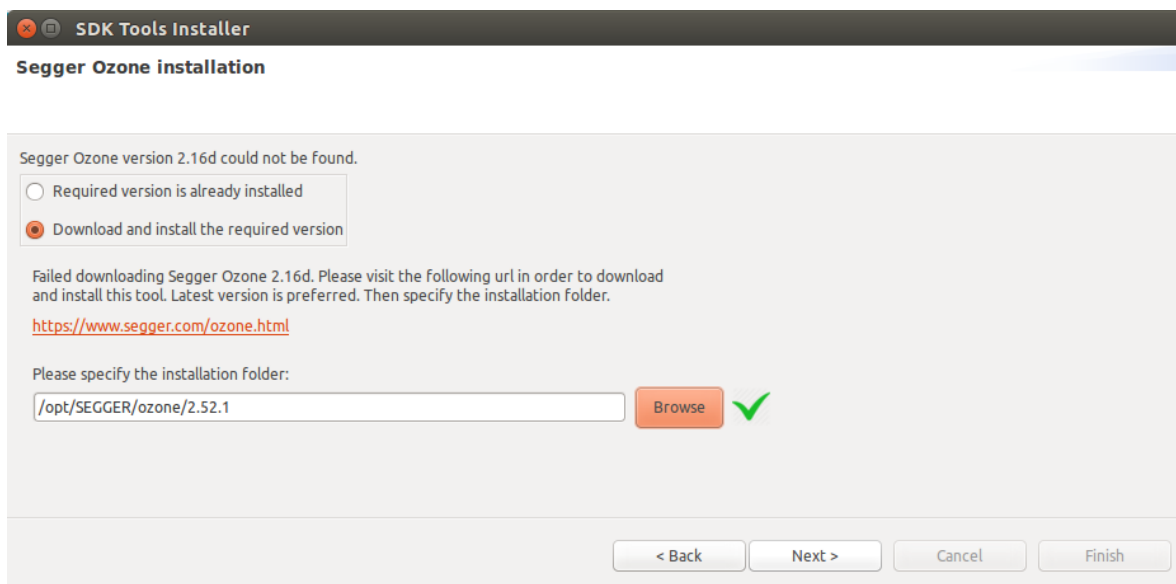 SDK Tools Installer
Segger Ozone installation
Segger Ozone version 2.16d could not be found.
Required version is already installed
Download and install the required version
Failed downloading Segger Ozone 2.16d. Please visit the following url in order to download
and install this tool. Latest version is preferred. Then specify the installation folder.
https://www.segger.com/ozone.html
Please specify the installation folder:
/opt/SEGGER/ozone/2.52.1
Browse
< Back
Next >
Cancel
Finish